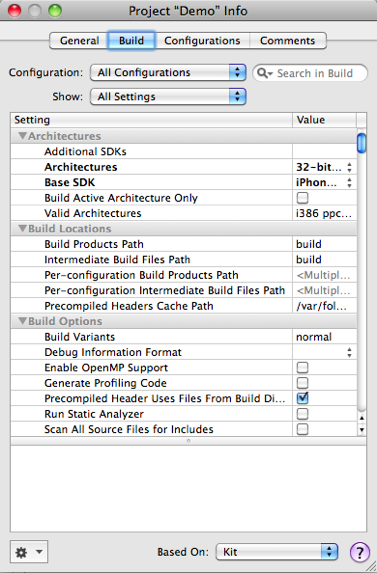 Project “Demo” Info
General Build Configurations Comments
Configuration: All Configurations Search in Build
Show: All Settings
Setting Value
Architectures
Additional SDKs
Architectures 32-bit...
Base SDK iPhon...
Build Active Architecture Only
Valid Architectures i386 ppc...
Build Locations
Build Products Path build
Intermediate Build Files Path build
Per-configuration Build Products Path <Multipl...
Per-configuration Intermediate Build Files Path <Multipl...
Precompiled Headers Cache Path /var/fol...
Build Options
Build Variants normal
Debug Information Format
Enable OpenMP Support
Generate Profiling Code
Precompiled Header Uses Files From Build Di...
Run Static Analyzer
Scan All Source Files for Includes
Based On: Kit ?